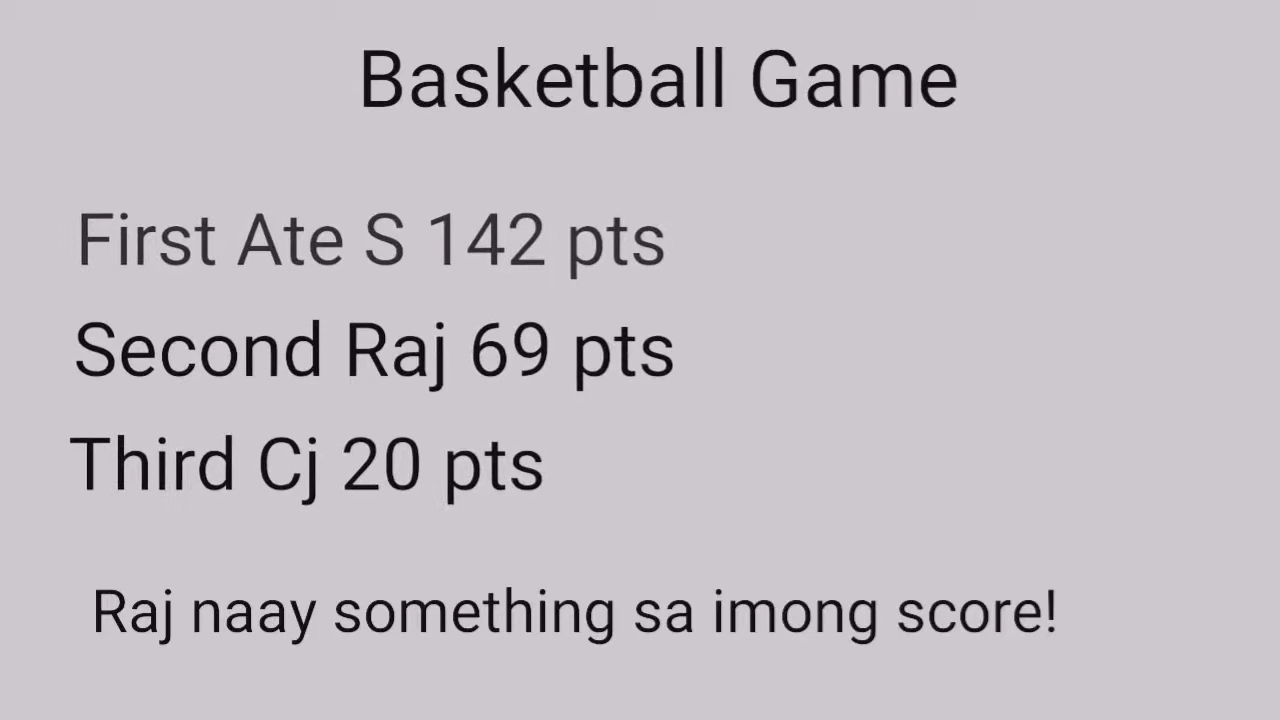 Basketball Game
First Ate S 142 pts
Second Raj 69 pts
Third Cj 20 pts
Raj naay something sa imong score!